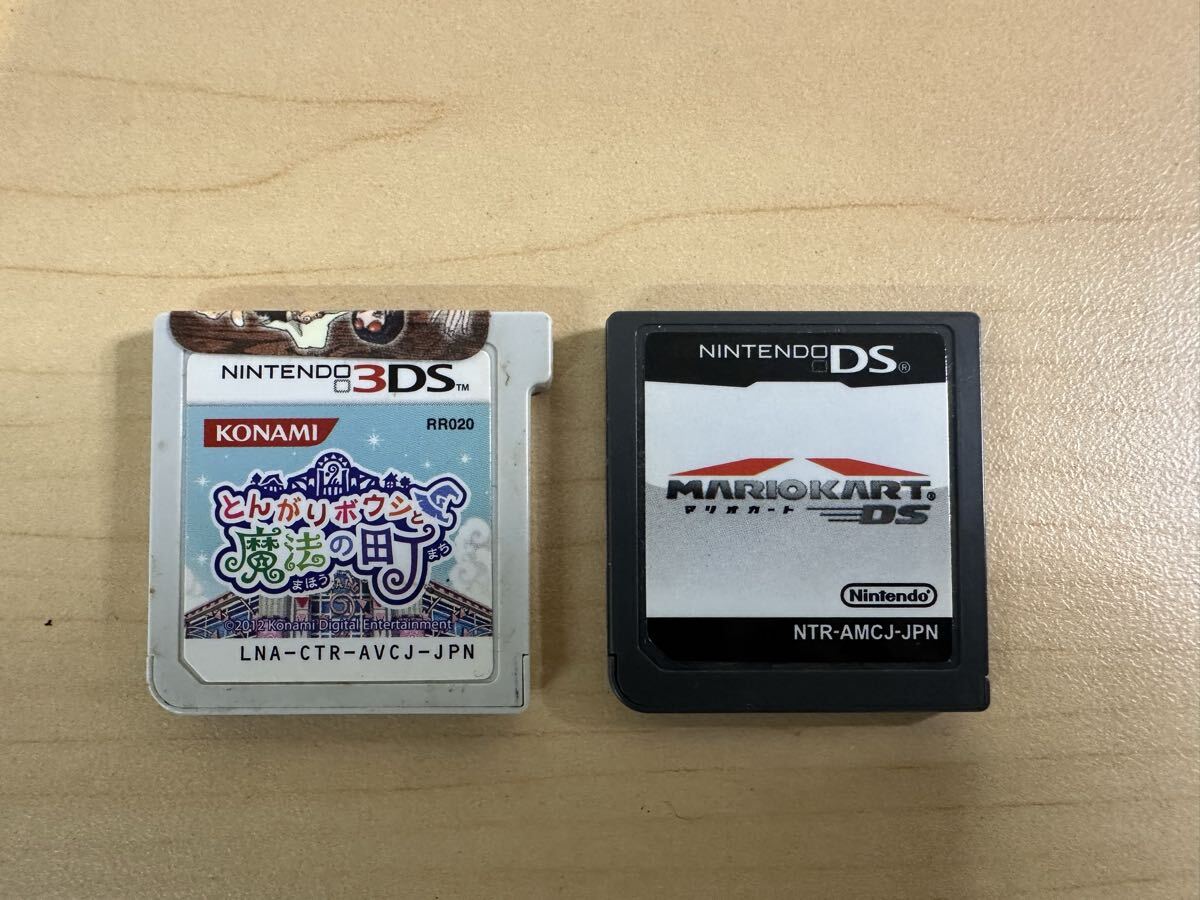 NINTENDO 3DS™
KONAMI
RR020
とんがりボウシと
魔法の町
まほう
まち
©2012 Konami Digital Entertainment
LNA-CTR-AVCJ-JPN
NINTENDO DS®
MARIOKART®
マリオカート
DS
Nintendo®
NTR-AMCJ-JPN